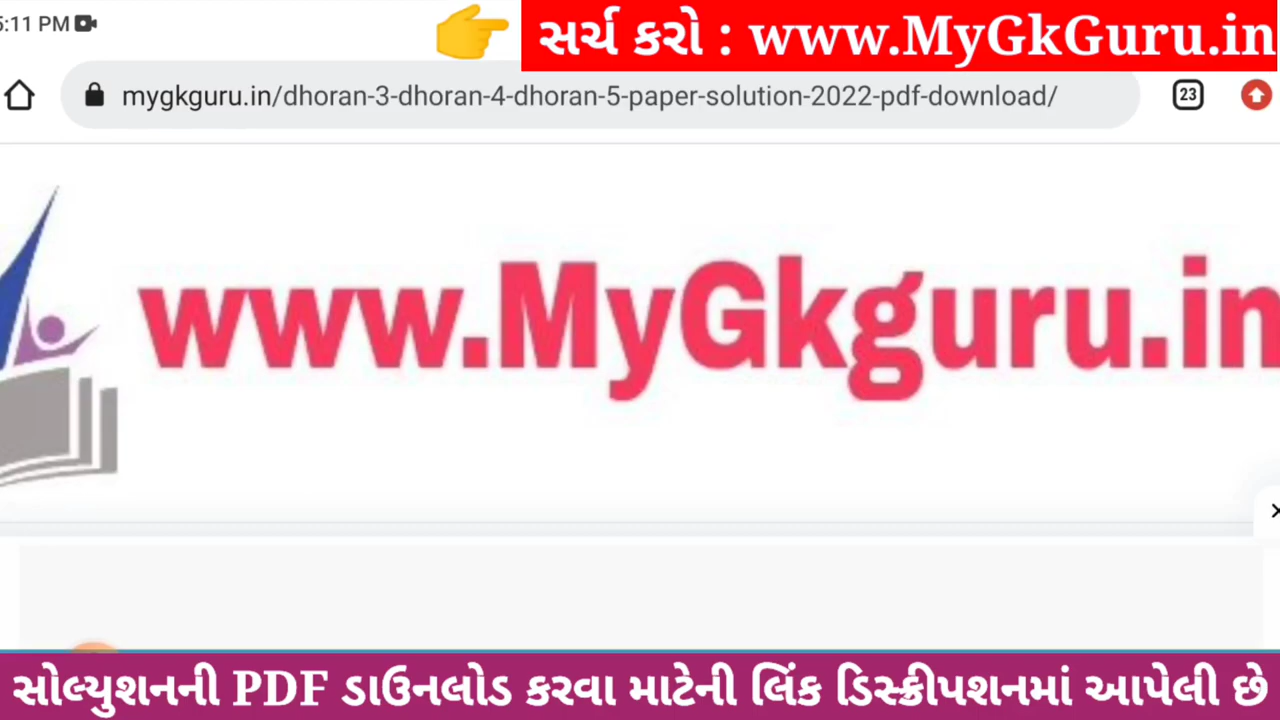 5:11 PM
સર્ચ કરો : www.MyGkGuru.in
mygkguru.in/dhoran-3-dhoran-4-dhoran-5-paper-solution-2022-pdf-download/
23
www.MyGkguru.in
સોલ્યુશનની PDF ડાઉનલોડ કરવા માટેની લિંક ડિસ્ક્રીપશનમાં આપેલી છે